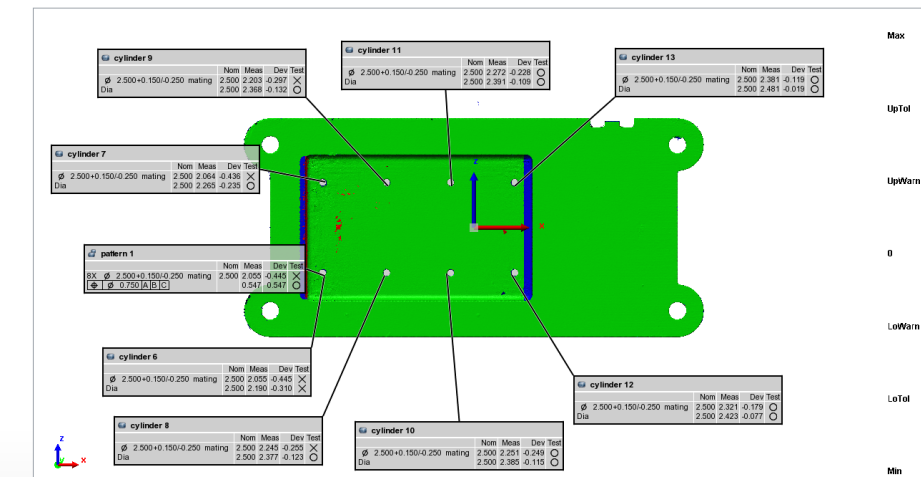 Max
cylinder 9
Nom Meas Dev Test
Ø 2.500+0.150/-0.250 mating 2.500 2.203 -0.297 X
Dia 2.500 2.368 -0.132 O
cylinder 11
Nom Meas Dev Test
Ø 2.500+0.150/-0.250 mating 2.500 2.272 -0.228 O
Dia 2.500 2.391 -0.109 O
cylinder 13
Nom Meas Dev Test
Ø 2.500+0.150/-0.250 mating 2.500 2.381 -0.119 O
Dia 2.500 2.481 -0.019 O
UpTol
cylinder 7
Nom Meas Dev Test
Ø 2.500+0.150/-0.250 mating 2.500 2.064 -0.436 X
Dia 2.500 2.265 -0.235 O
z
x
UpWarn
pattern 1
Nom Meas Dev Test
8X Ø 2.500+0.150/-0.250 mating 2.500 2.055 -0.445 X
⌖ Ø 0.750 A B C 0.547 0.547 O
0
LoWarn
cylinder 6
Nom Meas Dev Test
Ø 2.500+0.150/-0.250 mating 2.500 2.055 -0.445 X
Dia 2.500 2.190 -0.310 X
cylinder 12
Nom Meas Dev Test
Ø 2.500+0.150/-0.250 mating 2.500 2.321 -0.179 O
Dia 2.500 2.423 -0.077 O
LoTol
cylinder 8
Nom Meas Dev Test
Ø 2.500+0.150/-0.250 mating 2.500 2.245 -0.255 X
Dia 2.500 2.377 -0.123 O
cylinder 10
Nom Meas Dev Test
Ø 2.500+0.150/-0.250 mating 2.500 2.251 -0.249 O
Dia 2.500 2.385 -0.115 O
z
x
Min